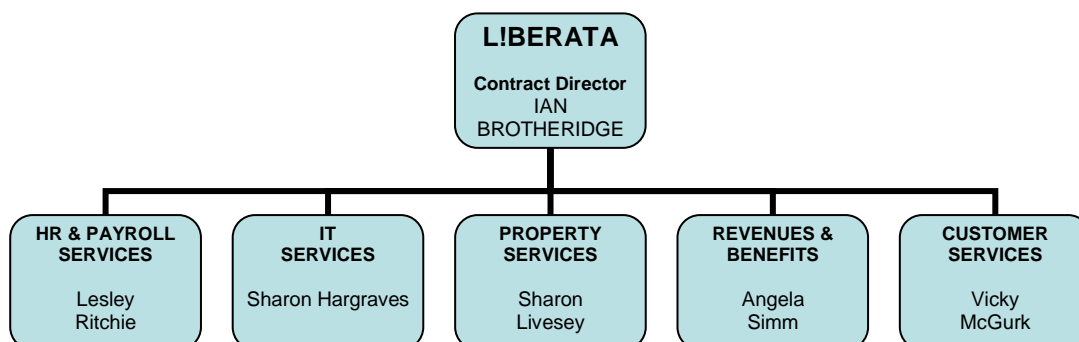 L!BERATA
Contract Director
IAN
BROTHERIDGE
HR & PAYROLL
SERVICES
Lesley
Ritchie
IT
SERVICES
Sharon Hargraves
PROPERTY
SERVICES
Sharon
Livesey
REVENUES &
BENEFITS
Angela
Simm
CUSTOMER
SERVICES
Vicky
McGurk